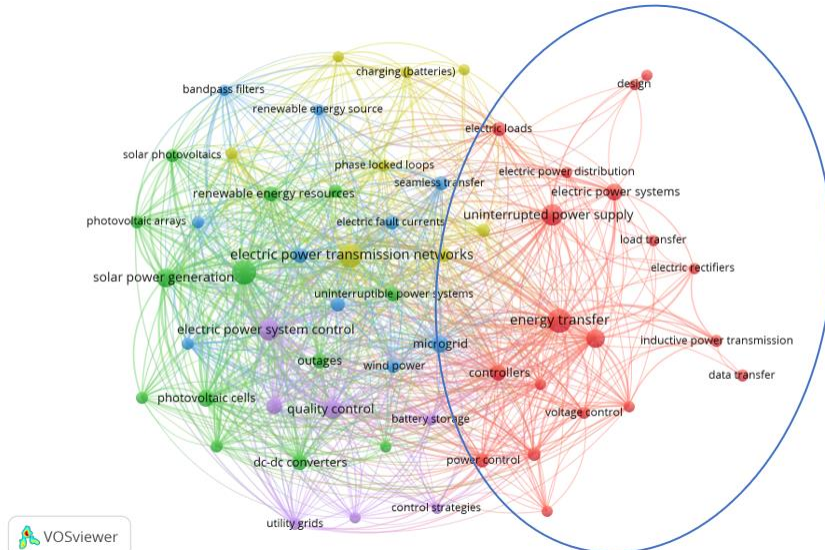 charging (batteries)
design
bandpass filters
renewable energy source
electric loads
solar photovoltaics
phase locked loops
electric power distribution
seamless transfer
renewable energy resources
electric power systems
photovoltaic arrays
electric fault currents
uninterrupted power supply
load transfer
electric power transmission networks
electric rectifiers
solar power generation
uninterruptible power systems
energy transfer
electric power system control
microgrid
inductive power transmission
outages
wind power
controllers
data transfer
photovoltaic cells
quality control
battery storage
voltage control
dc-dc converters
power control
control strategies
utility grids
VOSviewer